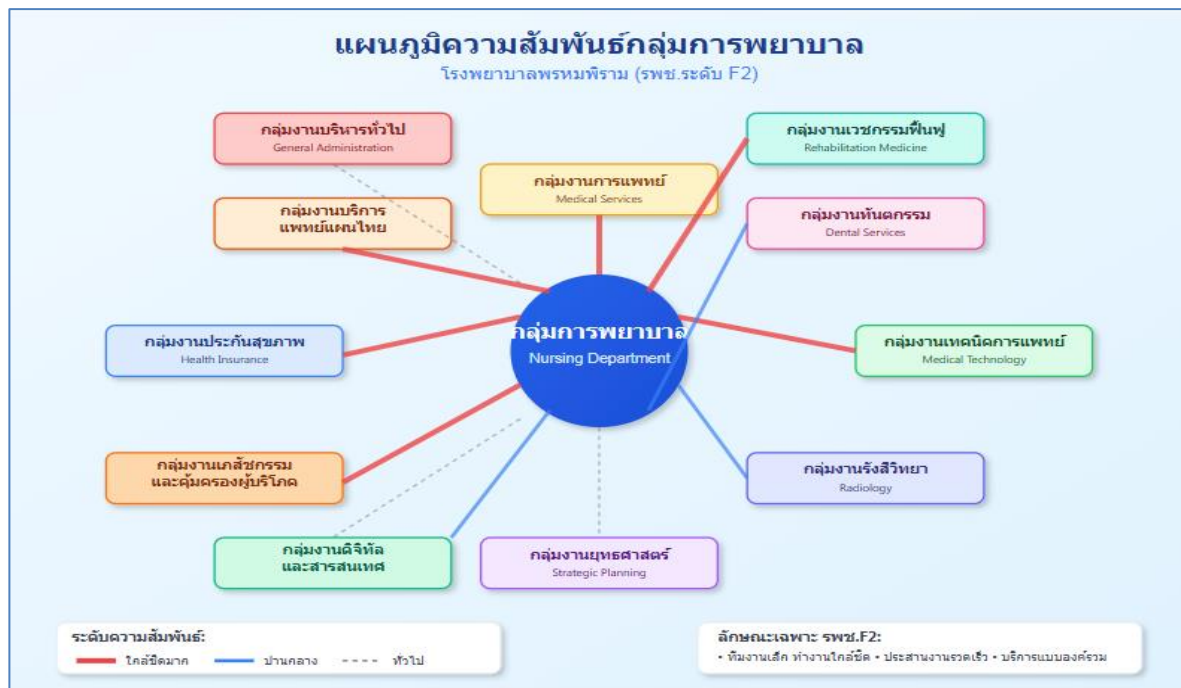 แผนภูมิความสัมพันธ์กลุ่มการพยาบาล
โรงพยาบาลพรหมพิราม (รพช.ระดับ F2)
กลุ่มงานบริหารทั่วไป
General Administration
กลุ่มงานเวชกรรมฟื้นฟู
Rehabilitation Medicine
กลุ่มงานการแพทย์
Medical Services
กลุ่มงานบริการ
แพทย์แผนไทย
กลุ่มงานทันตกรรม
Dental Services
กลุ่มการพยาบาล
Nursing Department
กลุ่มงานประกันสุขภาพ
Health Insurance
กลุ่มงานเทคนิคการแพทย์
Medical Technology
กลุ่มงานเภสัชกรรม
และคุ้มครองผู้บริโภค
กลุ่มงานรังสีวิทยา
Radiology
กลุ่มงานดิจิทัล
และสารสนเทศ
กลุ่มงานยุทธศาสตร์
Strategic Planning
ระดับความสัมพันธ์:
ใกล้ชิดมาก ปานกลาง ทั่วไป
ลักษณะเฉพาะ รพช.F2:
• ทีมงานเล็ก ทำงานใกล้ชิด • ประสานงานรวดเร็ว • บริการแบบองค์รวม